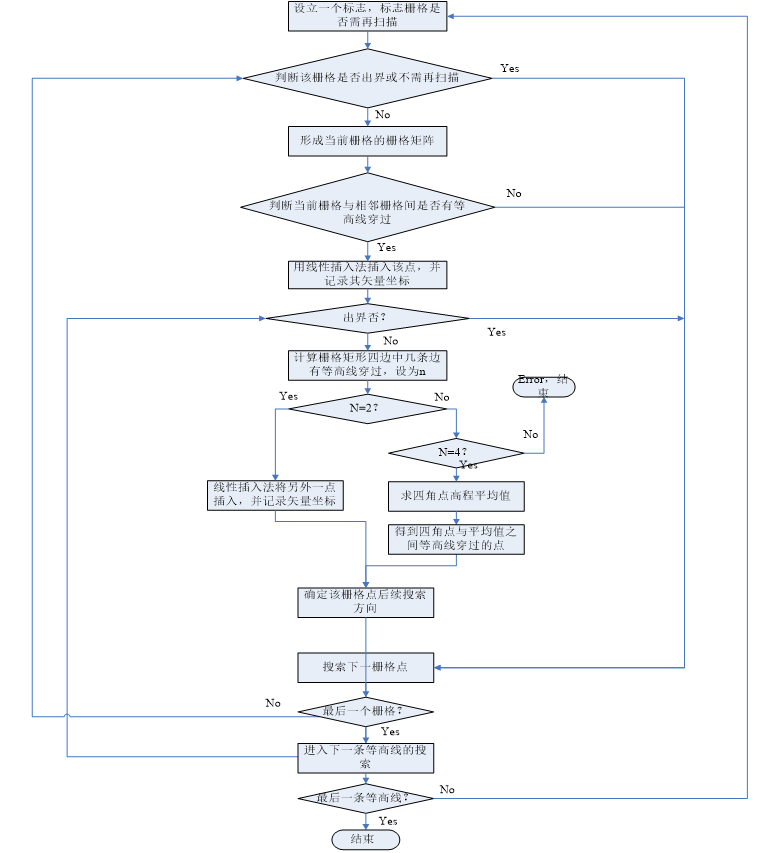 设立一个标志，标志栅格是
否需再扫描
判断该栅格是否出界或不需再扫描
Yes
No
形成当前栅格的栅格矩阵
判断当前栅格与相邻栅格间是否有等
高线穿过
No
Yes
用线性插入法插入该点，并
记录其矢量坐标
出界否？
Yes
No
计算栅格矩形四边中几条边
有等高线穿过，设为n
Error，结
束
Yes
N=2？
No
No
N=4？
Yes
线性插入法将另外一点
插入，并记录矢量坐标
求四角点高程平均值
得到四角点与平均值之
间等高线穿过的点
确定该栅格点后续搜索
方向
搜索下一栅格点
No
最后一个栅格？
Yes
进入下一条等高线的搜
索
No
最后一条等高线？
Yes
结束